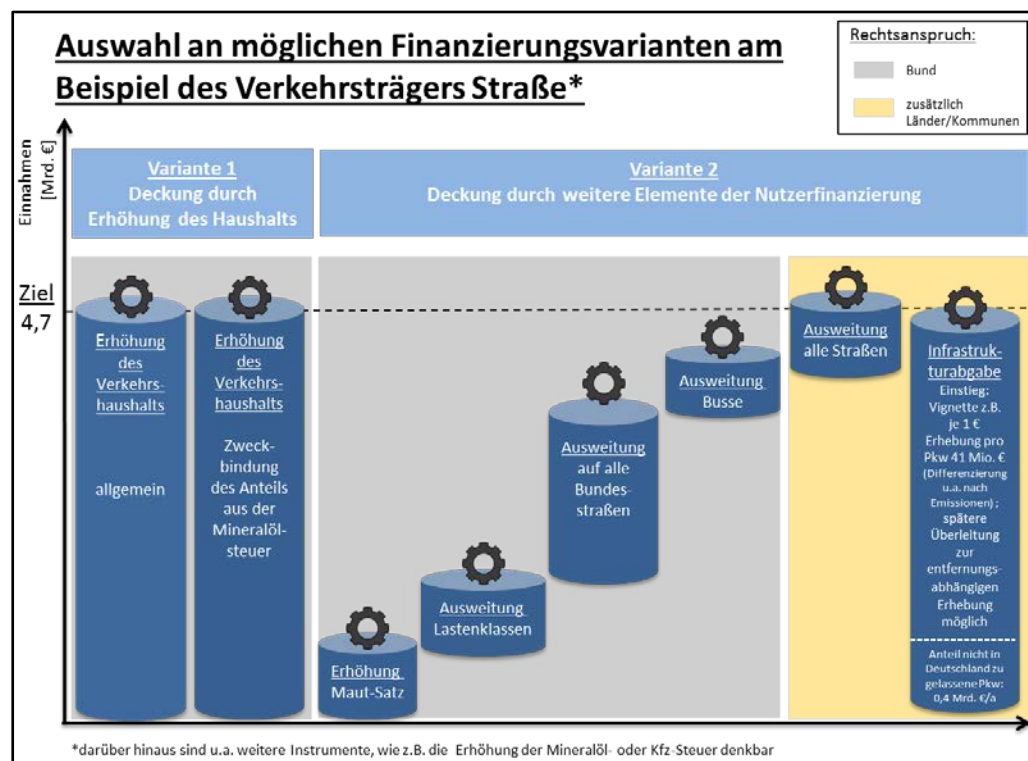 Auswahl an möglichen Finanzierungsvarianten am
Beispiel des Verkehrsträgers Straße*
Rechtsanspruch:
Bund
zusätzlich
Länder/Kommunen
Einnahmen
[Mrd. €]
Variante 1
Deckung durch
Erhöhung des Haushalts
Variante 2
Deckung durch weitere Elemente der Nutzerfinanzierung
Ziel
4,7
Erhöhung
des
Verkehrs-
haushalts
allgemein
Erhöhung
des
Verkehrs-
haushalts
Zweck-
bindung
des Anteils
aus der
Mineralöl-
steuer
Erhöhung
Maut-Satz
Ausweitung
Lastenklassen
Ausweitung
auf alle
Bundes-
straßen
Ausweitung
Busse
Ausweitung
alle Straßen
Infrastruk-
turabgabe
Einstieg:
Vignette z.B.
je 1 €
Erhebung pro
Pkw 41 Mio. €
(Differenzierung
u.a. nach
Emissionen) ;
spätere
Überleitung
zur
entfernungs-
abhängigen
Erhebung
möglich
Anteil nicht in
Deutschland zu
gelassene Pkw:
0,4 Mrd. €/a
*darüber hinaus sind u.a. weitere Instrumente, wie z.B. die Erhöhung der Mineralöl- oder Kfz-Steuer denkbar